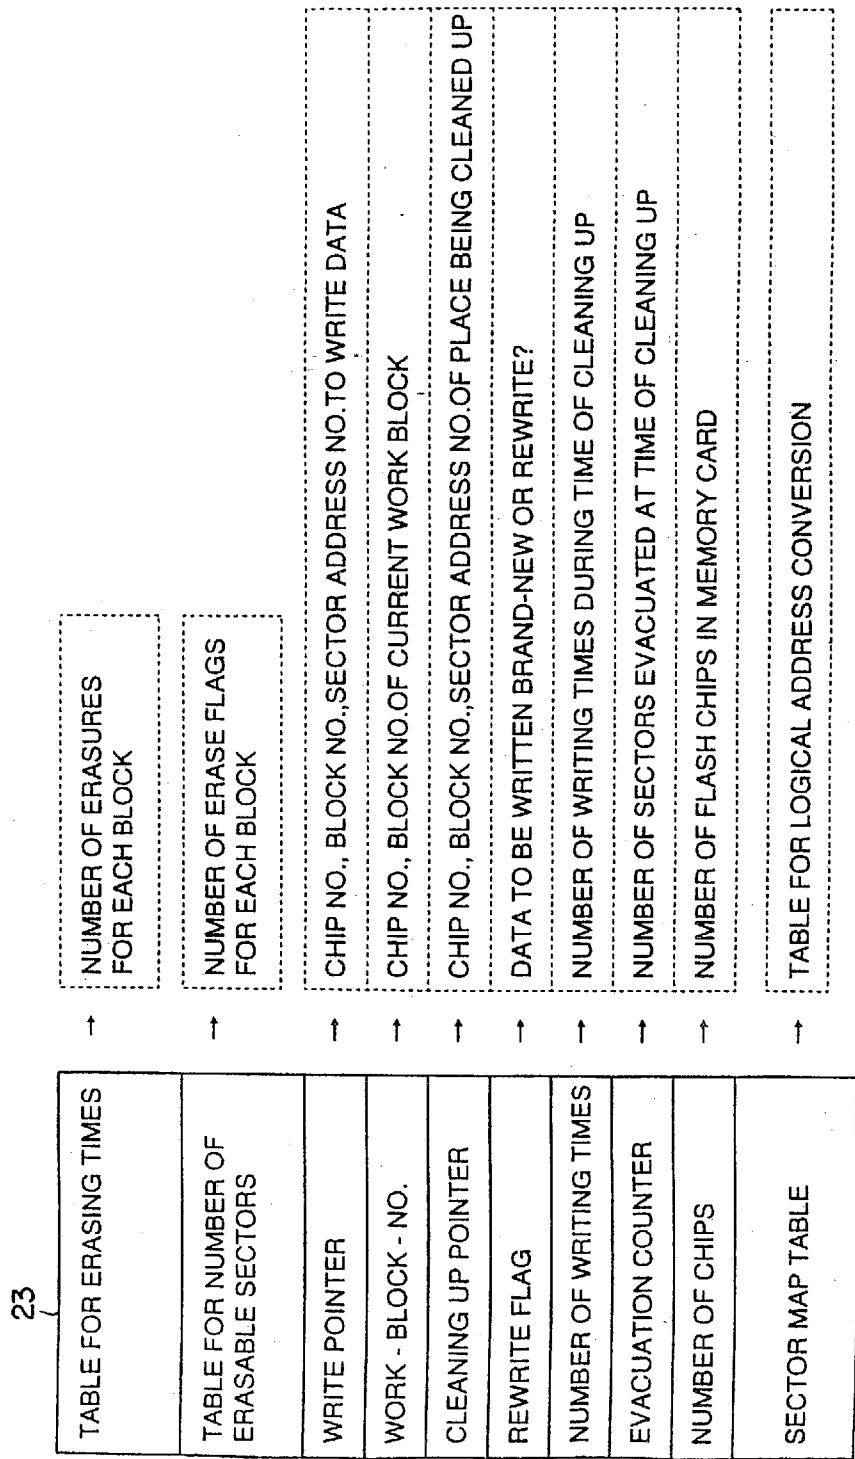 23
TABLE FOR ERASING TIMES
→
NUMBER OF ERASURES
FOR EACH BLOCK
TABLE FOR NUMBER OF
ERASABLE SECTORS
→
NUMBER OF ERASE FLAGS
FOR EACH BLOCK
WRITE POINTER
→
CHIP NO., BLOCK NO.,SECTOR ADDRESS NO.TO WRITE DATA
WORK - BLOCK - NO.
→
CHIP NO., BLOCK NO.OF CURRENT WORK BLOCK
CLEANING UP POINTER
→
CHIP NO., BLOCK NO.,SECTOR ADDRESS NO.OF PLACE BEING CLEANED UP
REWRITE FLAG
→
DATA TO BE WRITTEN BRAND-NEW OR REWRITE?
NUMBER OF WRITING TIMES
→
NUMBER OF WRITING TIMES DURING TIME OF CLEANING UP
EVACUATION COUNTER
→
NUMBER OF SECTORS EVACUATED AT TIME OF CLEANING UP
NUMBER OF CHIPS
→
NUMBER OF FLASH CHIPS IN MEMORY CARD
SECTOR MAP TABLE
→
TABLE FOR LOGICAL ADDRESS CONVERSION